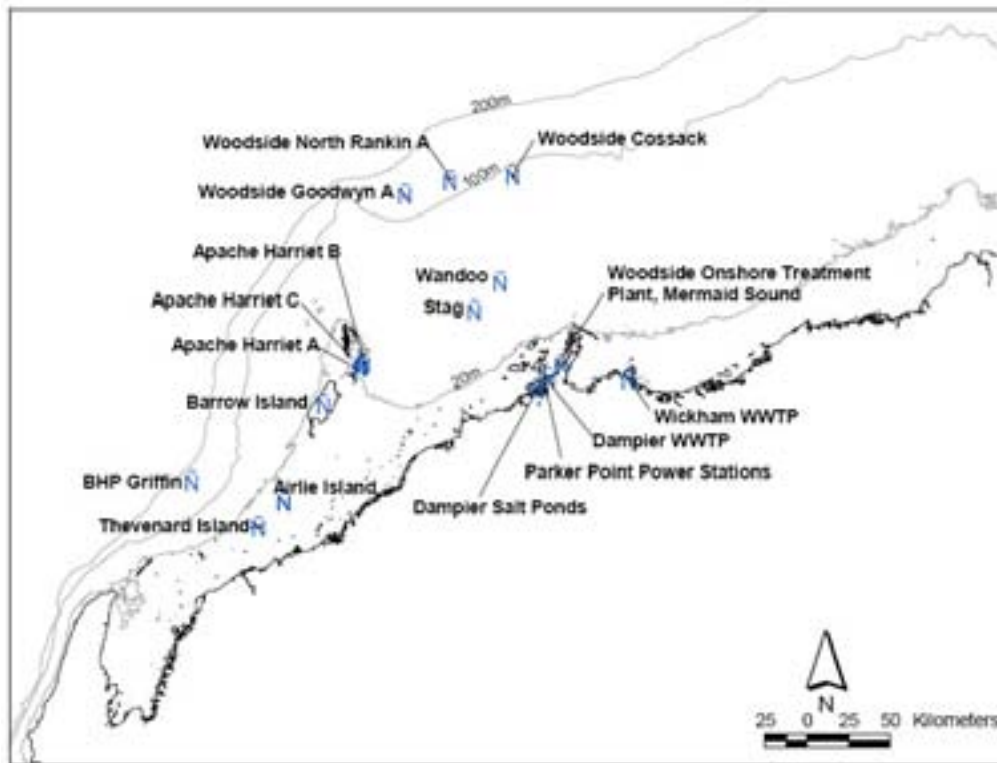 200m
Woodside North Rankin A
Woodside Cossack
100m
Woodside Goodwyn A
Apache Harriet B
Wandoo
Woodside Onshore Treatment
Plant, Mermaid Sound
Apache Harriet C
Stag
Apache Harriet A
20m
Barrow Island
Wickham WWTP
Dampier WWTP
Parker Point Power Stations
BHP Griffin
Airlie Island
Dampier Salt Ponds
Thevenard Island
N
25 0 25 50 Kilometers